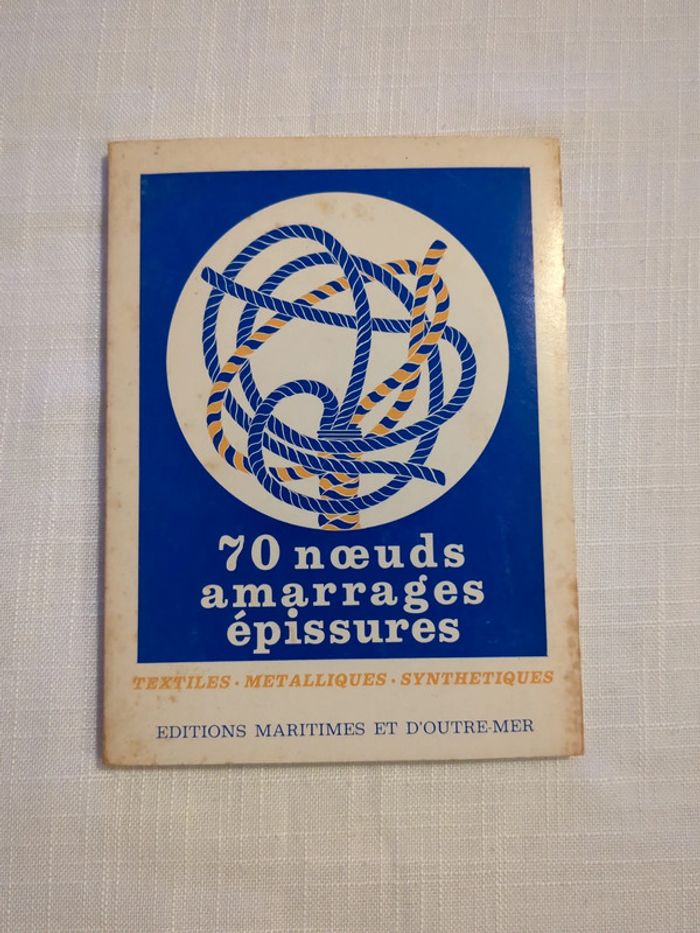 70 nœuds
amarrages
épissures
TEXTILES · METALLIQUES · SYNTHETIQUES
EDITIONS MARITIMES ET D'OUTRE-MER